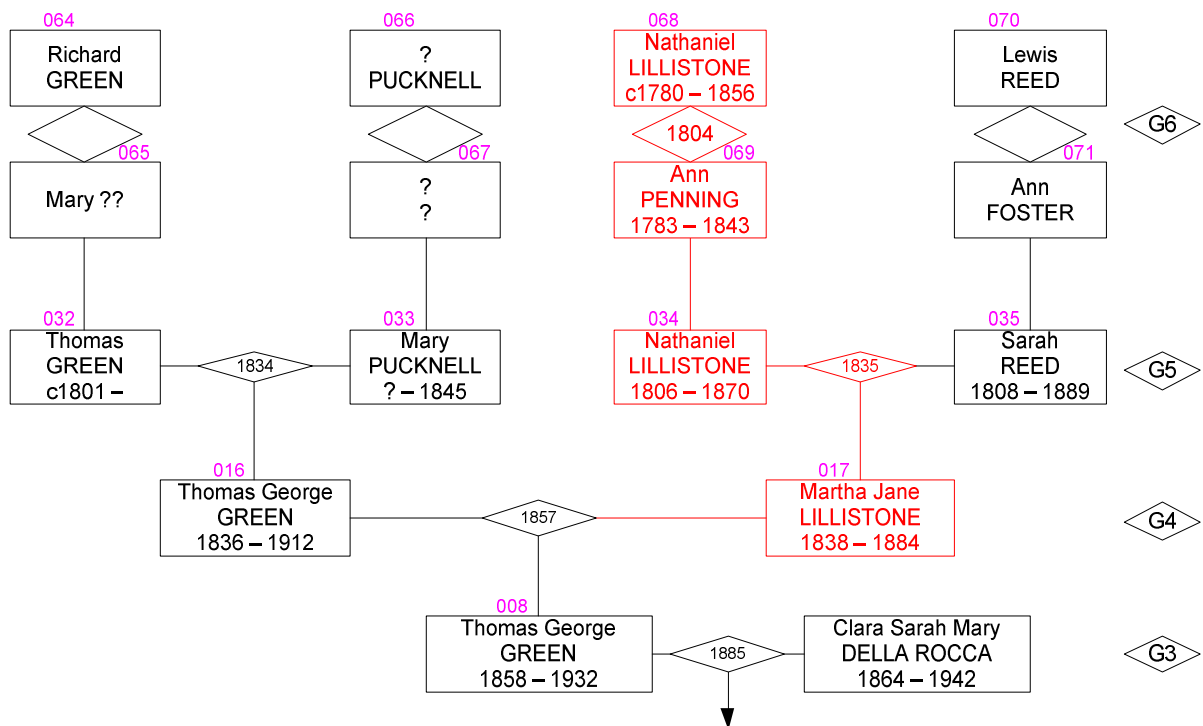 064
066
068
070
Richard
GREEN
?
PUCKNELL
Nathaniel
LILLISTONE
c1780 – 1856
Lewis
REED
1804
G6
065
067
069
071
Mary ??
?
?
Ann
PENNING
1783 – 1843
Ann
FOSTER
032
033
034
035
Thomas
GREEN
c1801 –
1834
Mary
PUCKNELL
? – 1845
Nathaniel
LILLISTONE
1806 – 1870
1835
Sarah
REED
1808 – 1889
G5
016
017
Thomas George
GREEN
1836 – 1912
1857
Martha Jane
LILLISTONE
1838 – 1884
G4
008
Thomas George
GREEN
1858 – 1932
1885
Clara Sarah Mary
DELLA ROCCA
1864 – 1942
G3